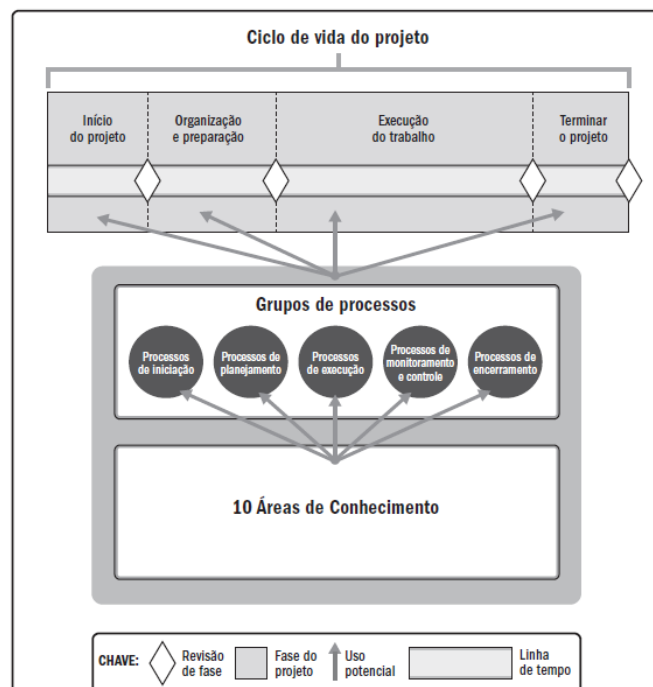 Ciclo de vida do projeto
Início
do projeto
Organização
e preparação
Execução
do trabalho
Terminar
o projeto
Grupos de processos
Processos
de iniciação
Processos de
planejamento
Processos
de execução
Processos de
monitoramento
e controle
Processos de
encerramento
10 Áreas de Conhecimento
CHAVE:
Revisão
de fase
Fase do
projeto
Uso
potencial
Linha
de tempo